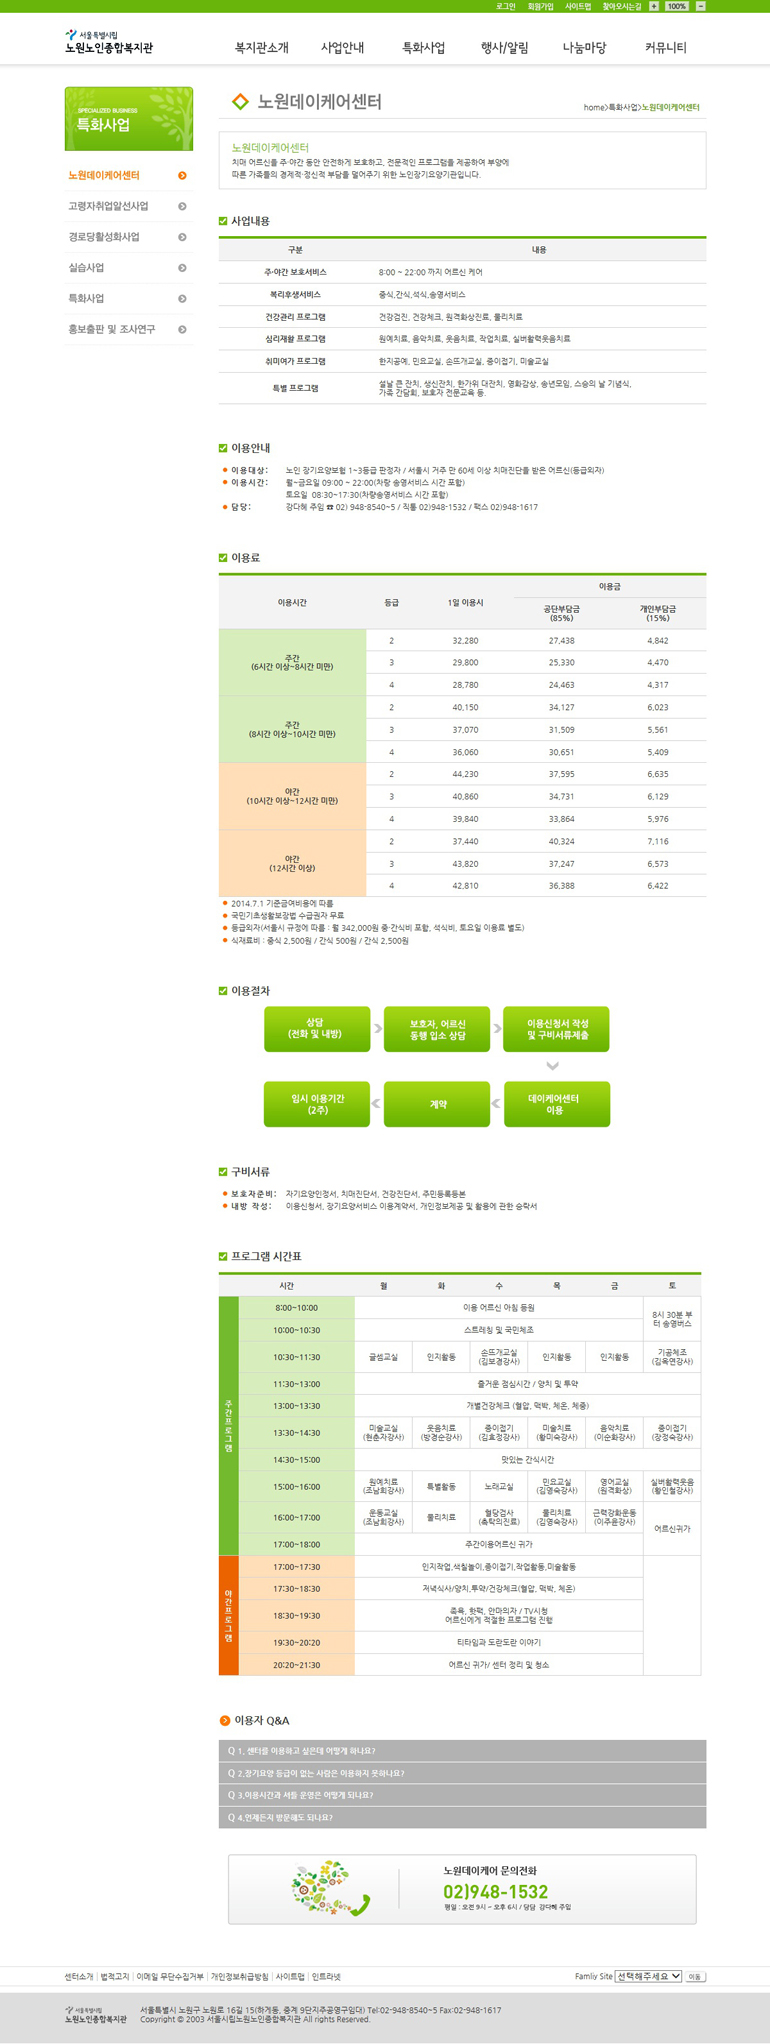 로그인 회원가입 사이트맵 찾아오시는길 + 100% -
서울특별시립
노원노인종합복지관
복지관소개 사업안내 특화사업 행사/알림 나눔마당 커뮤니티
SPECIALIZED BUSINESS
특화사업
노원데이케어센터
고령자취업알선사업
경로당활성화사업
실습사업
특화사업
홍보출판 및 조사연구
노원데이케어센터
home>특화사업>노원데이케어센터
노원데이케어센터
치매 어르신을 주·야간 동안 안전하게 보호하고, 전문적인 프로그램을 제공하여 부양에
따른 가족들의 경제적·정신적 부담을 덜어주기 위한 노인장기요양기관입니다.
사업내용
구분 내용
주·야간 보호서비스 8:00 ~ 22:00 까지 어르신 케어
복리후생서비스 중식,간식,석식,송영서비스
건강관리 프로그램 건강검진, 건강체크, 원격화상진료, 물리치료
심리재활 프로그램 원예치료, 음악치료, 웃음치료, 작업치료, 실버활력웃음치료
취미여가 프로그램 한지공예, 민요교실, 손뜨개교실, 종이접기, 미술교실
특별 프로그램 설날 큰 잔치, 생신잔치, 한가위 대잔치, 영화감상, 송년모임, 스승의 날 기념식,
가족 간담회, 보호자 전문교육 등.
이용안내
이용대상: 노인 장기요양보험 1~3등급 판정자 / 서울시 거주 만 60세 이상 치매진단을 받은 어르신(등급외자)
이용시간: 월~금요일 09:00 ~ 22:00(차량 송영서비스 시간 포함)
토요일 08:30~17:30(차량송영서비스 시간 포함)
담당: 강다혜 주임 ☎ 02) 948-8540~5 / 직통 02)948-1532 / 팩스 02)948-1617
이용료
이용시간 등급 1일 이용시 이용금
공단부담금 개인부담금
(85%) (15%)
주간
(6시간 이상~8시간 미만)
2 32,280 27,438 4,842
3 29,800 25,330 4,470
4 28,780 24,463 4,317
주간
(8시간 이상~10시간 미만)
2 40,150 34,127 6,023
3 37,070 31,509 5,561
4 36,060 30,651 5,409
야간
(10시간 이상~12시간 미만)
2 44,230 37,595 6,635
3 40,860 34,731 6,129
4 39,840 33,864 5,976
야간
(12시간 이상)
2 37,440 40,324 7,116
3 43,820 37,247 6,573
4 42,810 36,388 6,422
2014.7.1 기준급여비용에 따름
국민기초생활보장법 수급권자 무료
등급외자(서울시 규정에 따름 : 월 342,000원 중·간식비 포함, 석식비, 토요일 이용료 별도)
식재료비 : 중식 2,500원 / 간식 500원 / 간식 2,500원
이용절차
상담
(전화 및 내방)
보호자, 어르신
동행 입소 상담
이용신청서 작성
및 구비서류제출
임시 이용기간
(2주)
계약
데이케어센터
이용
구비서류
보호자준비: 자기요양인정서, 치매진단서, 건강진단서, 주민등록등본
내방 작성: 이용신청서, 장기요양서비스 이용계약서, 개인정보제공 및 활용에 관한 승락서
프로그램 시간표
시간 월 화 수 목 금 토
주간프로그램
8:00~10:00 이용 어르신 아침 등원
8시 30분 부
터 송영버스
10:00~10:30 스트레칭 및 국민체조
10:30~11:30 글셈교실 인지활동 손뜨개교실 인지활동 인지활동 기공체조
(김보경강사) (김옥연강사)
11:30~13:00 즐거운 점심시간 / 양치 및 투약
13:00~13:30 개별건강체크 (혈압, 맥박, 체온, 체중)
13:30~14:30 미술교실 웃음치료 종이접기 미술치료 음악치료 종이접기
(현춘자강사) (방경순강사) (김효정강사) (황미숙강사) (이순화강사) (장정숙강사)
14:30~15:00 맛있는 간식시간
15:00~16:00 원예치료 특별활동 노래교실 민요교실 영어교실 실버활력웃음
(조남희강사) (김영숙강사) (원격화상) (황인철강사)
16:00~17:00 운동교실 물리치료 혈당검사 물리치료 근력강화운동
(조남희강사) (촉탁의진료) (김영숙강사) (이주윤강사)
어르신귀가
17:00~18:00 주간이용어르신 귀가
야간프로그램
17:00~17:30 인지작업,색칠놀이,종이접기,작업활동,미술활동
17:30~18:30 저녁식사/양치,투약/건강체크(혈압, 맥박, 체온)
18:30~19:30 족욕, 핫팩, 안마의자 / TV시청
어르신에게 적절한 프로그램 진행
19:30~20:20 티타임과 도란도란 이야기
20:20~21:30 어르신 귀가/ 센터 정리 및 청소
이용자 Q&A
Q 1. 센터를 이용하고 싶은데 어떻게 하나요?
Q 2.장기요양 등급이 없는 사람은 이용하지 못하나요?
Q 3.이용시간과 셔틀 운영은 어떻게 되나요?
Q 4.언제든지 방문해도 되나요?
노원데이케어 문의전화
02)948-1532
평일 : 오전 9시 ~ 오후 6시 / 담당 강다혜 주임
센터소개 | 법적고지 | 이메일 무단수집거부 | 개인정보취급방침 | 사이트맵 | 인트라넷
Famliy Site 선택해주세요 이동
서울특별시립
노원노인종합복지관
서울특별시 노원구 노원로 16길 15(하계동, 중계 9단지주공영구임대) Tel:02-948-8540~5 Fax:02-948-1617
Copyright © 2003 서울시립노원노인종합복지관 All rights Reserved.